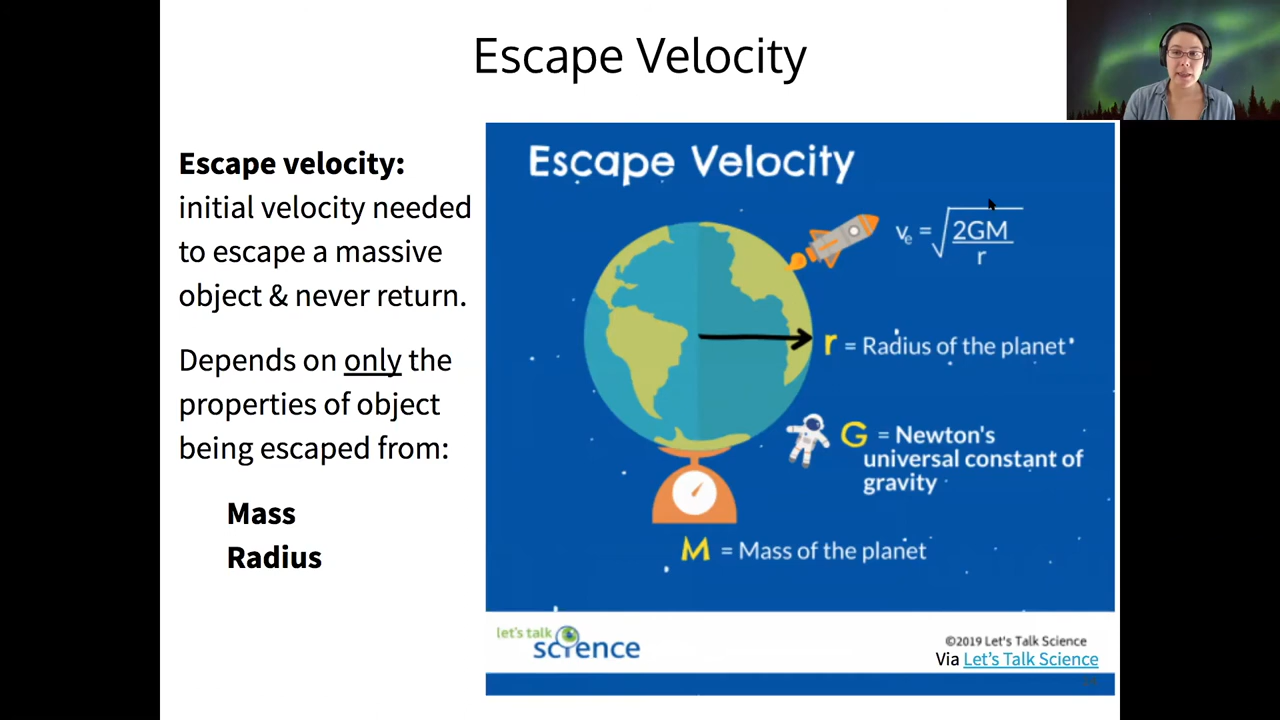 Escape Velocity
Escape velocity:
initial velocity needed
to escape a massive
object & never return.
Depends on only the
properties of object
being escaped from:
Mass
Radius
Escape Velocity
vₑ = √2GM
r
r = Radius of the planet
G = Newton's
universal constant of
gravity
M = Mass of the planet
let's talk
science
©2019 Let's Talk Science
Via Let's Talk Science